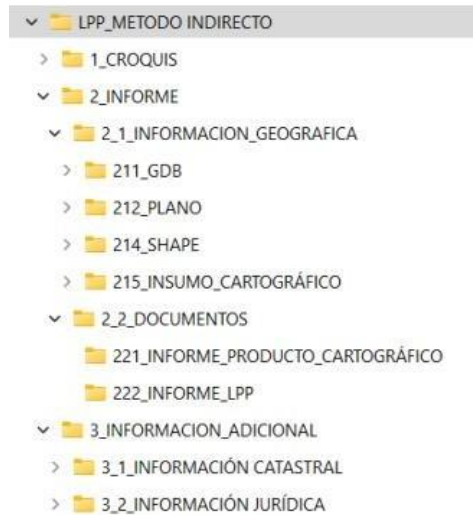 LPP_METODO INDIRECTO
1_CROQUIS
2_INFORME
2_1_INFORMACION_GEOGRAFICA
211_GDB
212_PLANO
214_SHAPE
215_INSUMO_CARTOGRÁFICO
2_2_DOCUMENTOS
221_INFORME_PRODUCTO_CARTOGRÁFICO
222_INFORME_LPP
3_INFORMACION_ADICIONAL
3_1_INFORMACIÓN CATASTRAL
3_2_INFORMACIÓN JURÍDICA